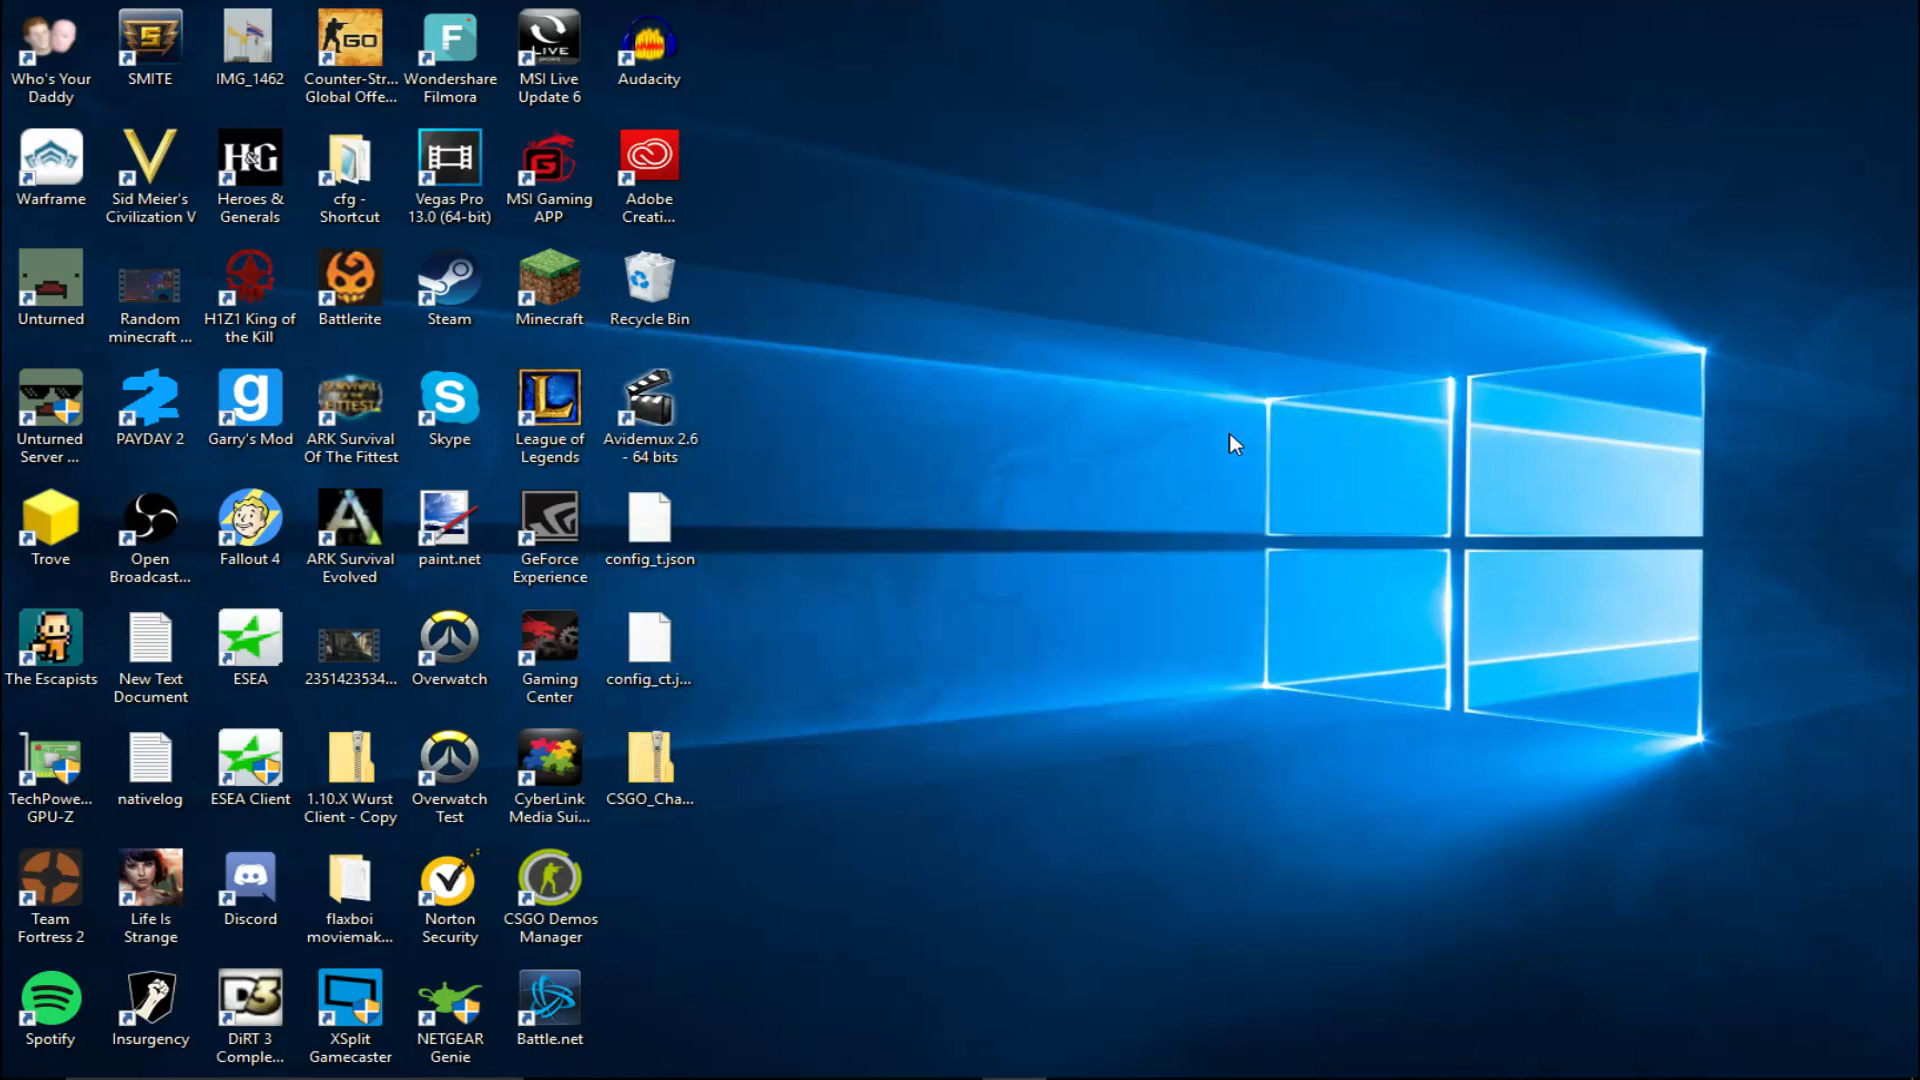 Who's Your
Daddy
SMITE
IMG_1462
Counter-Str...
Global Offe...
Wondershare
Filmora
MSI Live
Update 6
Audacity
Warframe
Sid Meier's
Civilization V
Heroes &
Generals
cfg -
Shortcut
Vegas Pro
13.0 (64-bit)
MSI Gaming
APP
Adobe
Creati...
Unturned
Random
minecraft ...
H1Z1 King of
the Kill
Battlerite
Steam
Minecraft
Recycle Bin
Unturned
Server ...
PAYDAY 2
Garry's Mod
ARK Survival
Of The Fittest
Skype
League of
Legends
Avidemux 2.6
- 64 bits
Trove
Open
Broadcast...
Fallout 4
ARK Survival
Evolved
paint.net
GeForce
Experience
config_t.json
The Escapists
New Text
Document
ESEA
2351423534...
Overwatch
Gaming
Center
config_ct.j...
TechPowe...
GPU-Z
nativelog
ESEA Client
1.10.X Wurst
Client - Copy
Overwatch
Test
CyberLink
Media Sui...
CSGO_Cha...
Team
Fortress 2
Life Is
Strange
Discord
flaxboi
moviemak...
Norton
Security
CSGO Demos
Manager
Spotify
Insurgency
DiRT 3
Comple...
XSplit
Gamecaster
NETGEAR
Genie
Battle.net